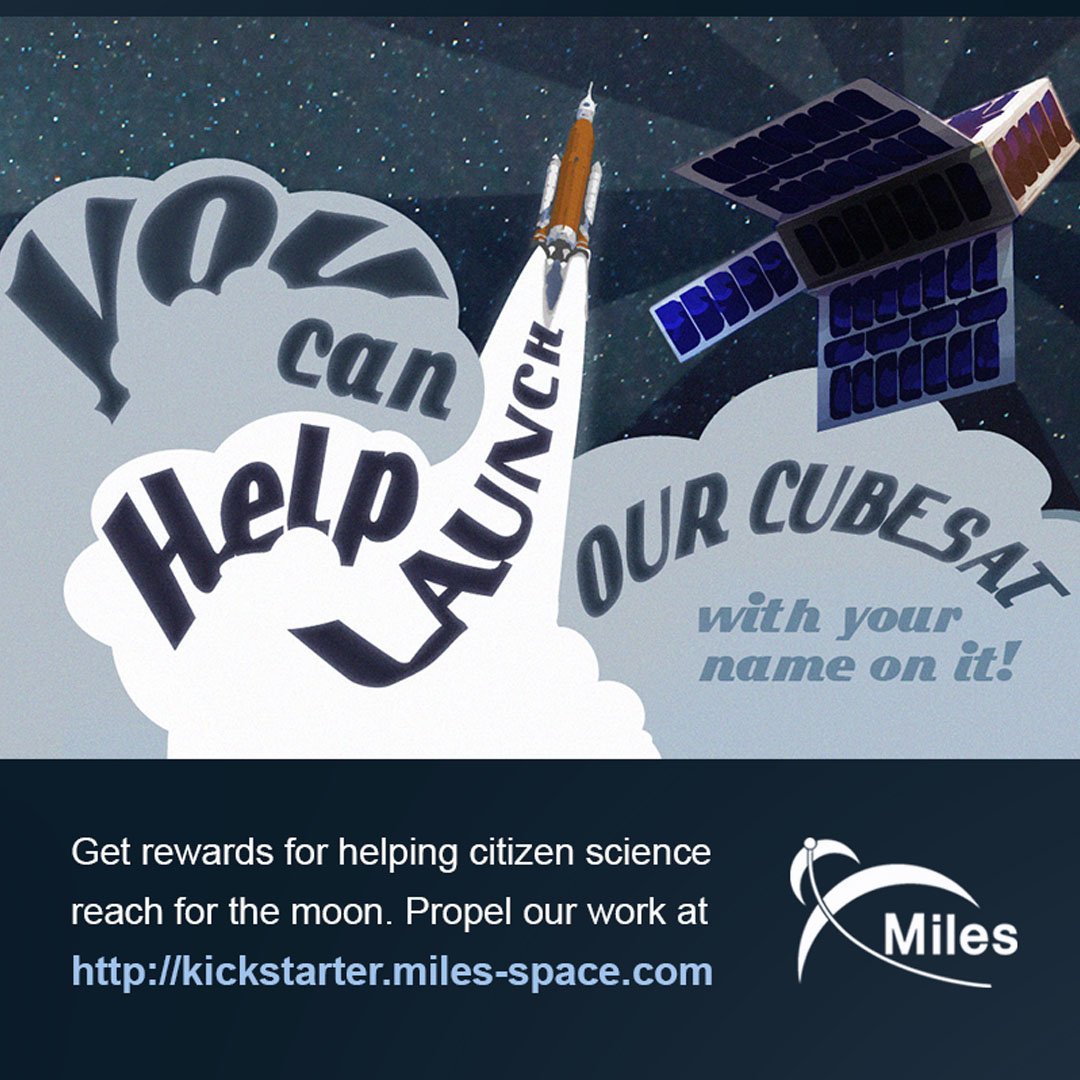 You
can
Help
LAUNCH
OUR CUBESAT
with your
name on it!
Get rewards for helping citizen science
reach for the moon. Propel our work at
http://kickstarter.miles-space.com
Miles